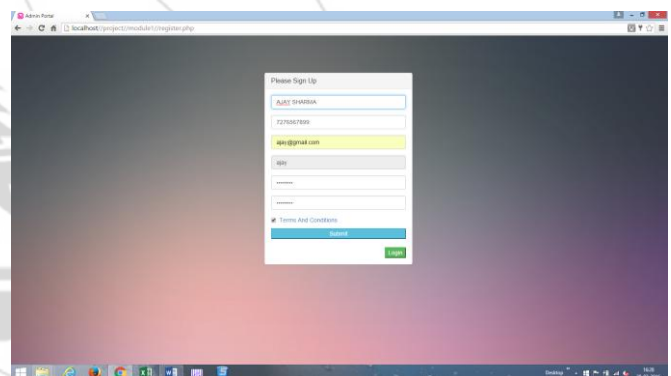 Admin Portal
localhost/project/module1/register.php
Please Sign Up
AJAY SHARMA
ajay@gmail.com
ajay
Terms And Conditions
Submit
Login
Desktop